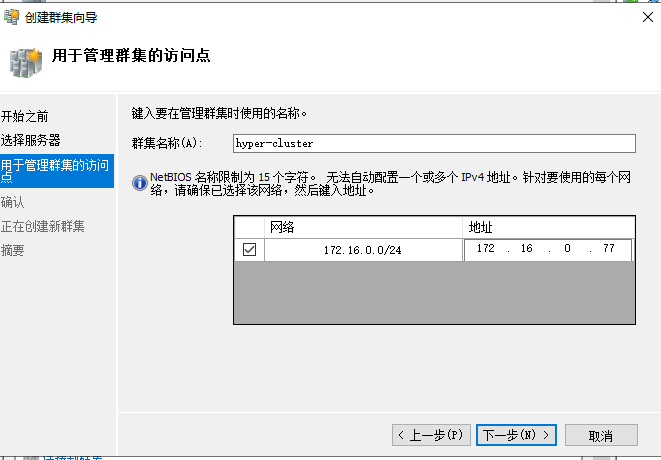 创建群集向导
用于管理群集的访问点
开始之前
选择服务器
用于管理群集的访问
点
确认
正在创建新群集
摘要
键入要在管理群集时使用的名称。
群集名称(A):
hyper-cluster
NetBIOS 名称限制为 15 个字符。 无法自动配置一个或多个 IPv4 地址。针对要使用的每个网
络，请确保已选择该网络，然后键入地址。
网络 地址
172.16.0.0/24 172 . 16 . 0 . 77
< 上一步(P) 下一步(N) > 取消